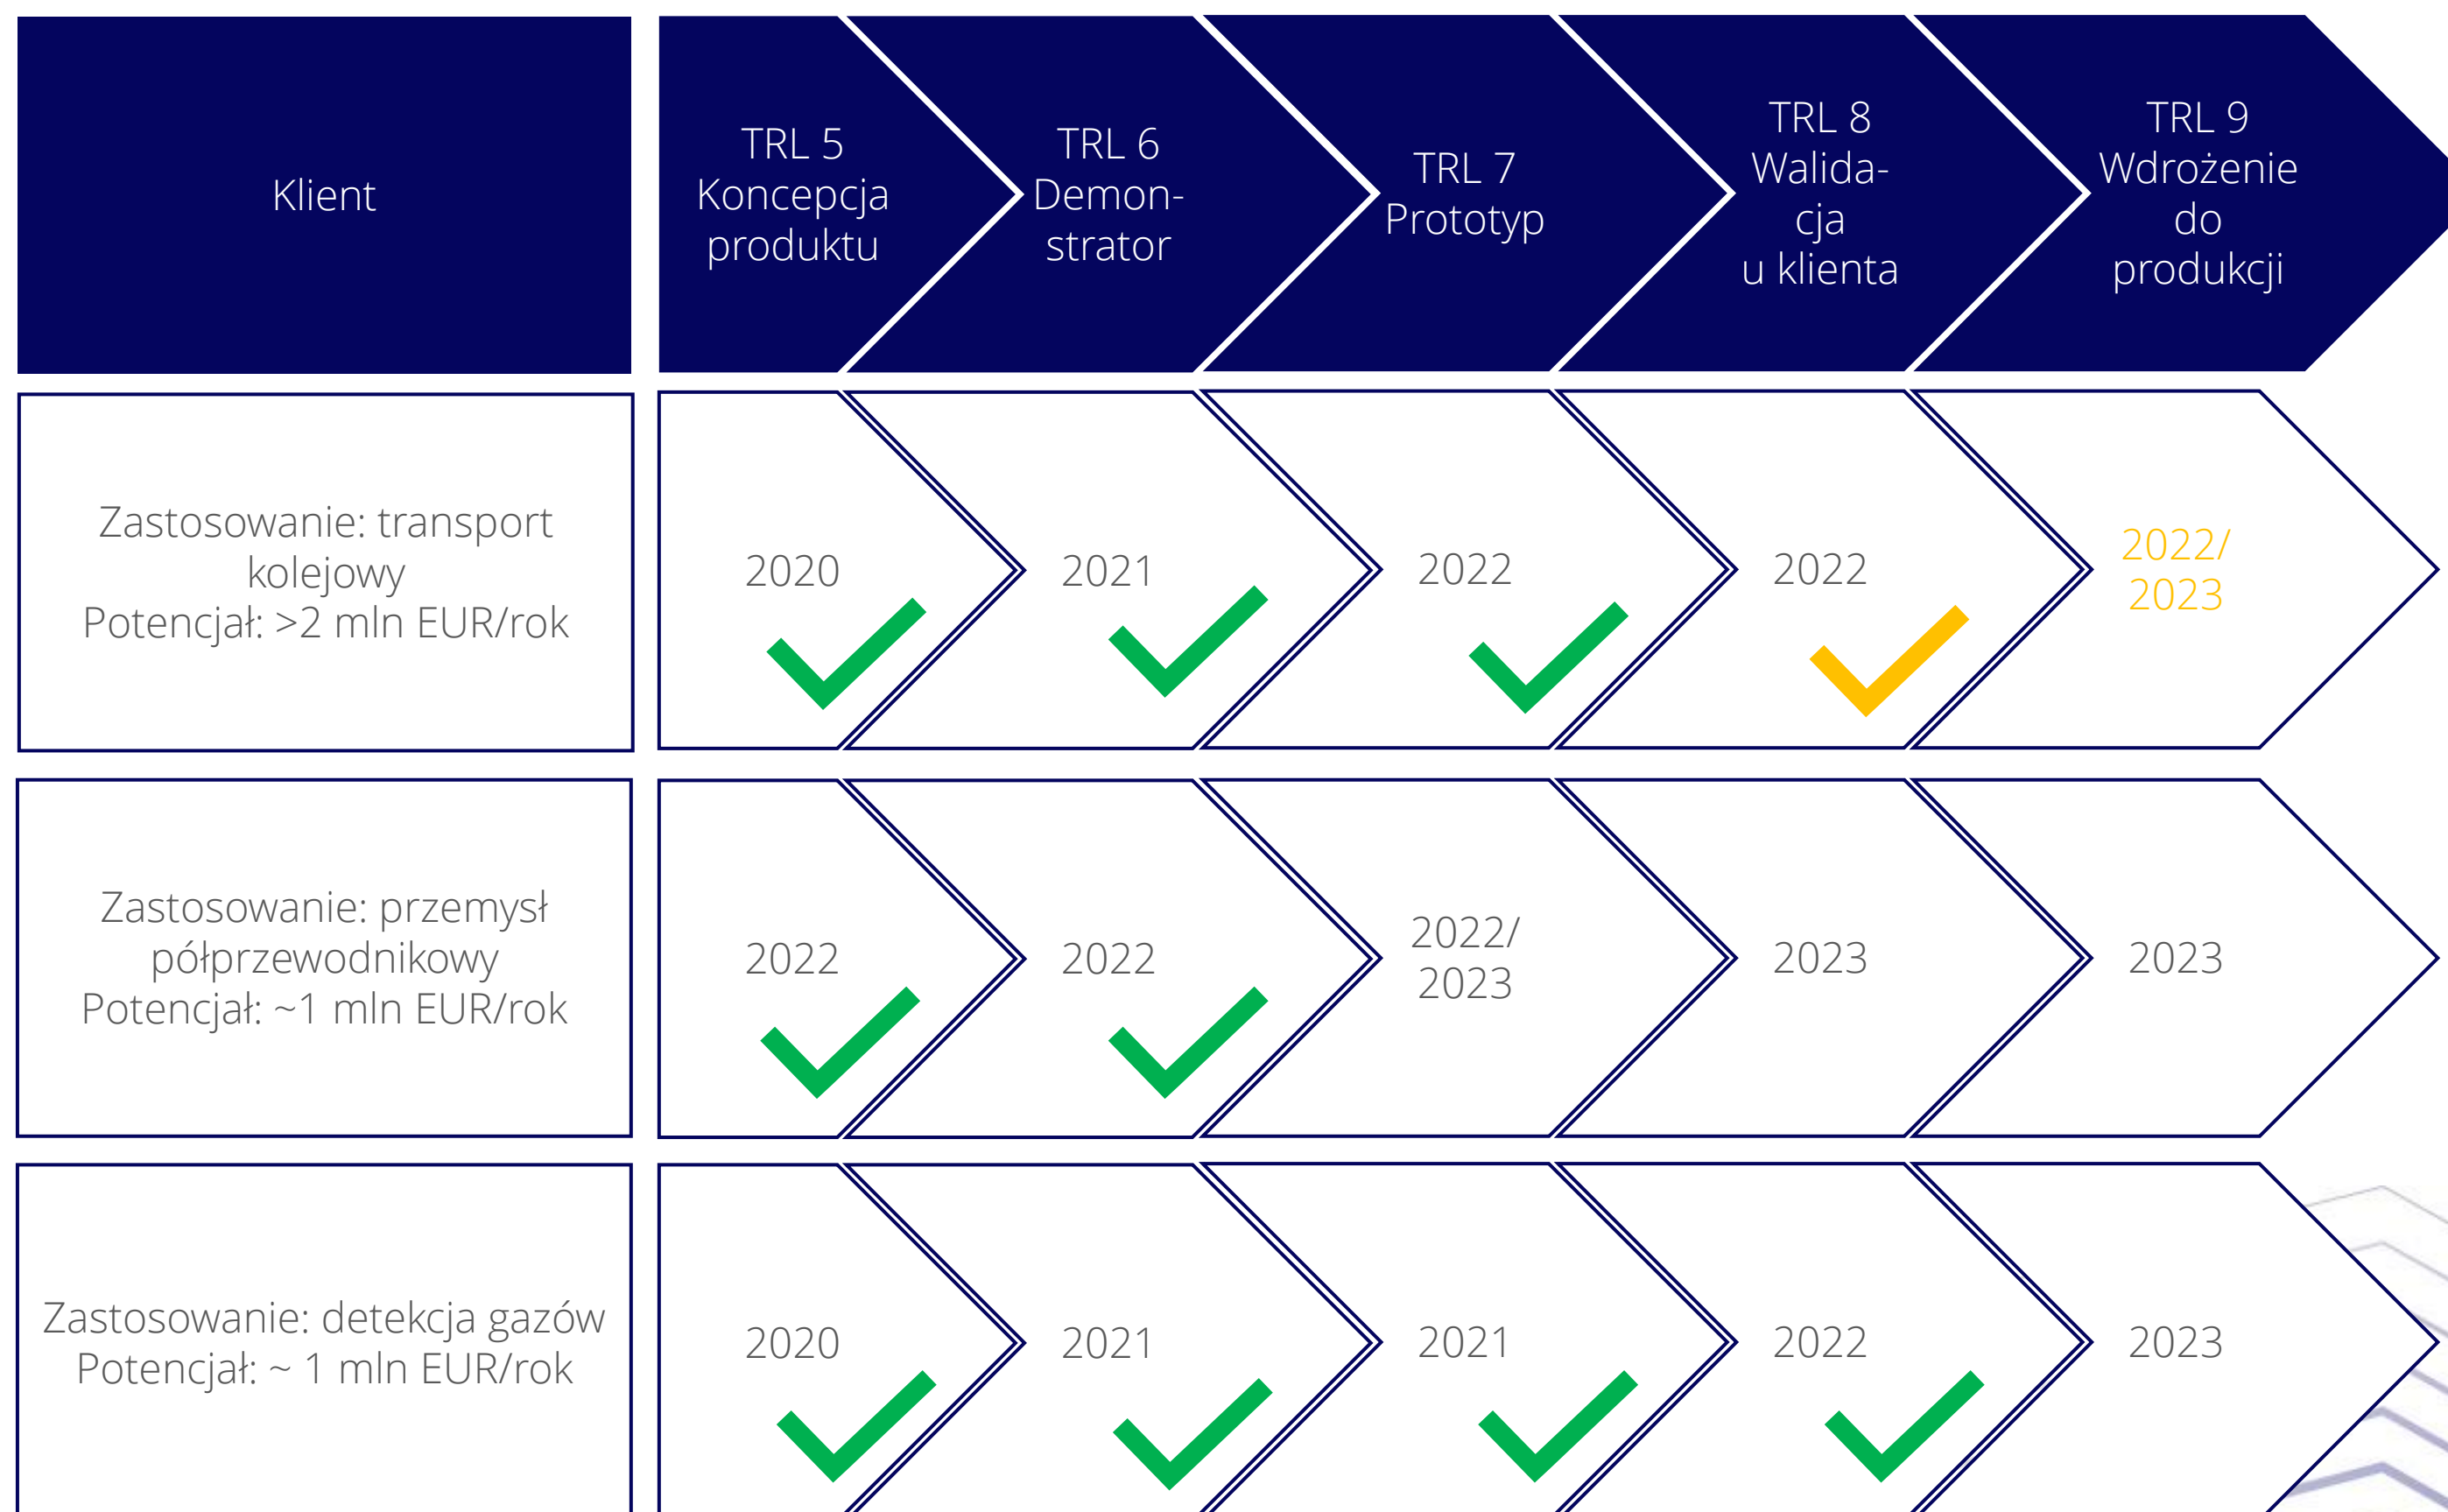 Klient
TRL 5
Koncepcja
produktu
TRL 6
Demon-
strator
TRL 7
Prototyp
TRL 8
Walida-
cja
u klienta
TRL 9
Wdrożenie
do
produkcji
Zastosowanie: transport
kolejowy
Potencjał: >2 mln EUR/rok
2020
2021
2022
2022
2022/
2023
Zastosowanie: przemysł
półprzewodnikowy
Potencjał: ~1 mln EUR/rok
2022
2022
2022/
2023
2023
2023
Zastosowanie: detekcja gazów
Potencjał: ~ 1 mln EUR/rok
2020
2021
2021
2022
2023